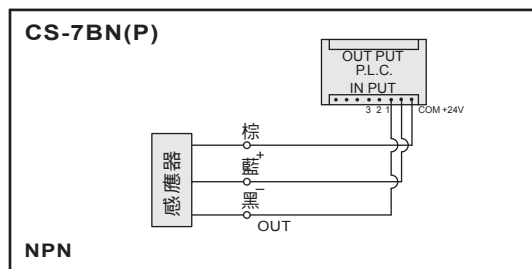 CS-7BN(P)
OUT PUT
P.L.C.
IN PUT
3 2 1 COM +24V
感應器
棕
+
藍
−
黑
OUT
NPN